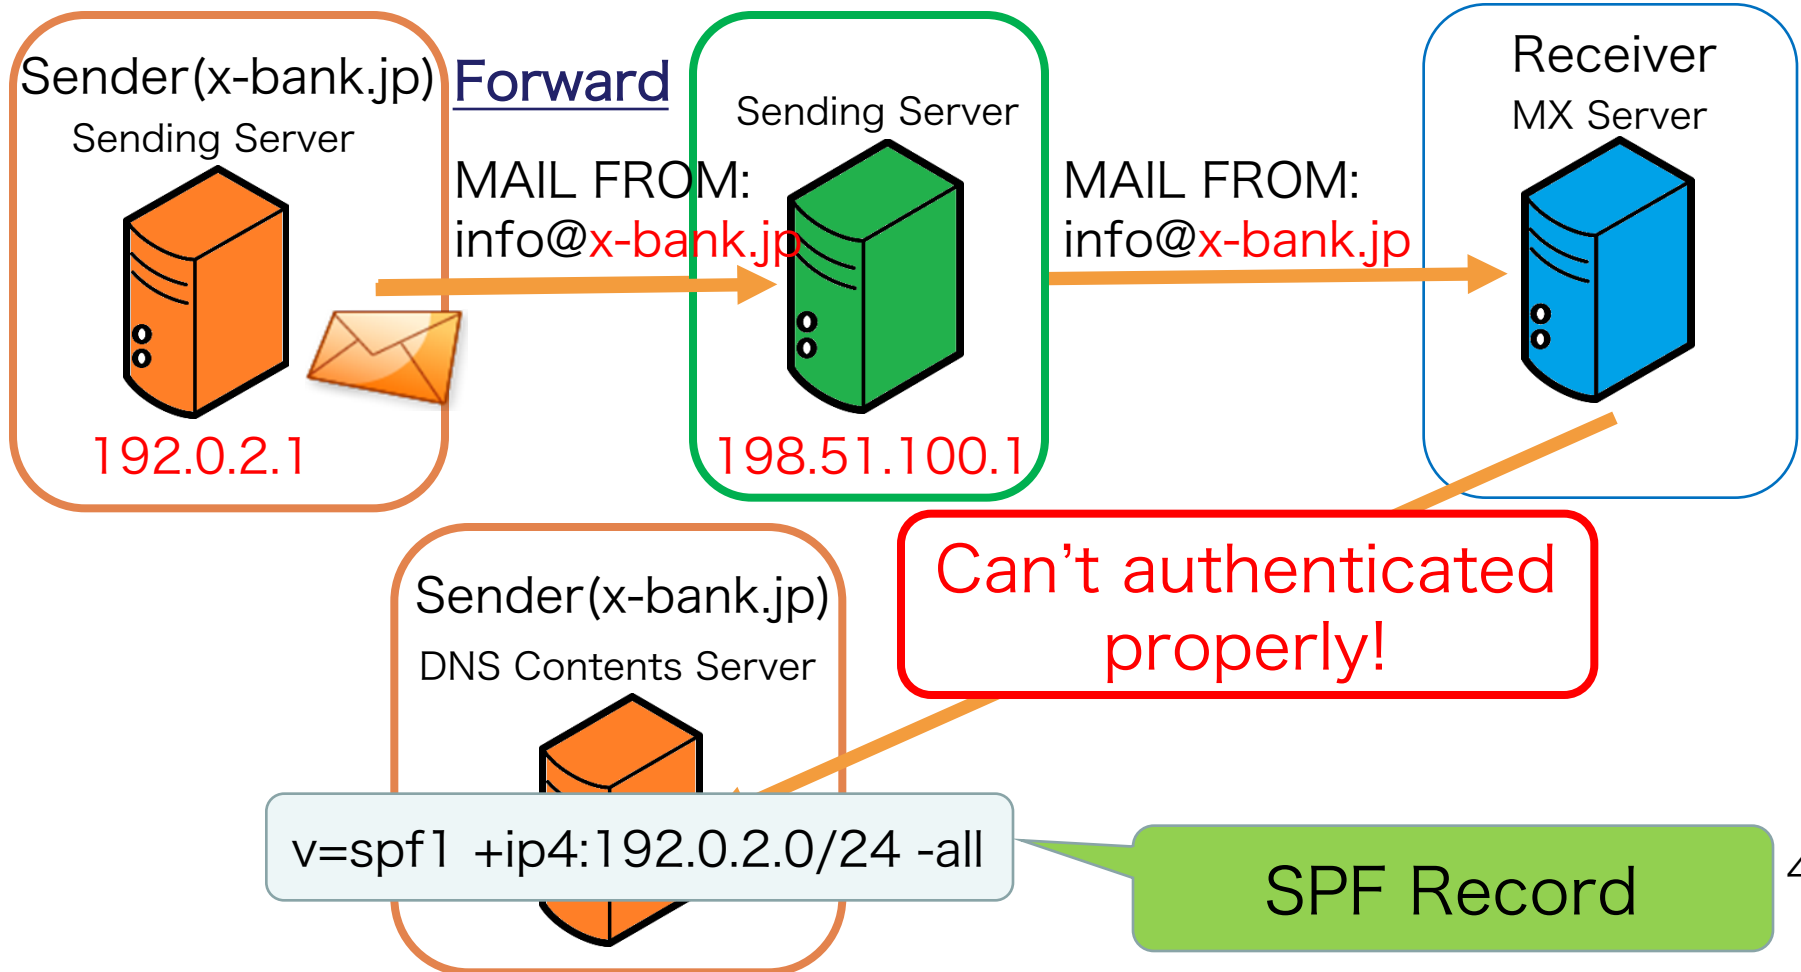 Sender(x-bank.jp)
Sending Server
192.0.2.1
Forward
MAIL FROM:
info@x-bank.jp
Sending Server
198.51.100.1
MAIL FROM:
info@x-bank.jp
Receiver
MX Server
Can't authenticated
properly!
Sender(x-bank.jp)
DNS Contents Server
v=spf1 +ip4:192.0.2.0/24 -all
SPF Record